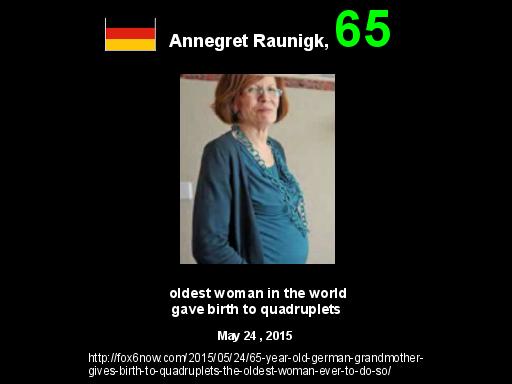 Annegret Raunigk, 65
oldest woman in the world
gave birth to quadruplets
May 24 , 2015
http://fox6now.com/2015/05/24/65-year-old-german-grandmother-
gives-birth-to-quadruplets-the-oldest-woman-ever-to-do-so/